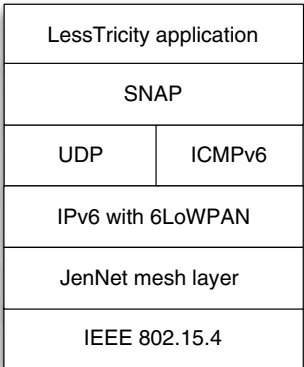 LessTricity application
SNAP
UDP ICMPv6
IPv6 with 6LoWPAN
JenNet mesh layer
IEEE 802.15.4